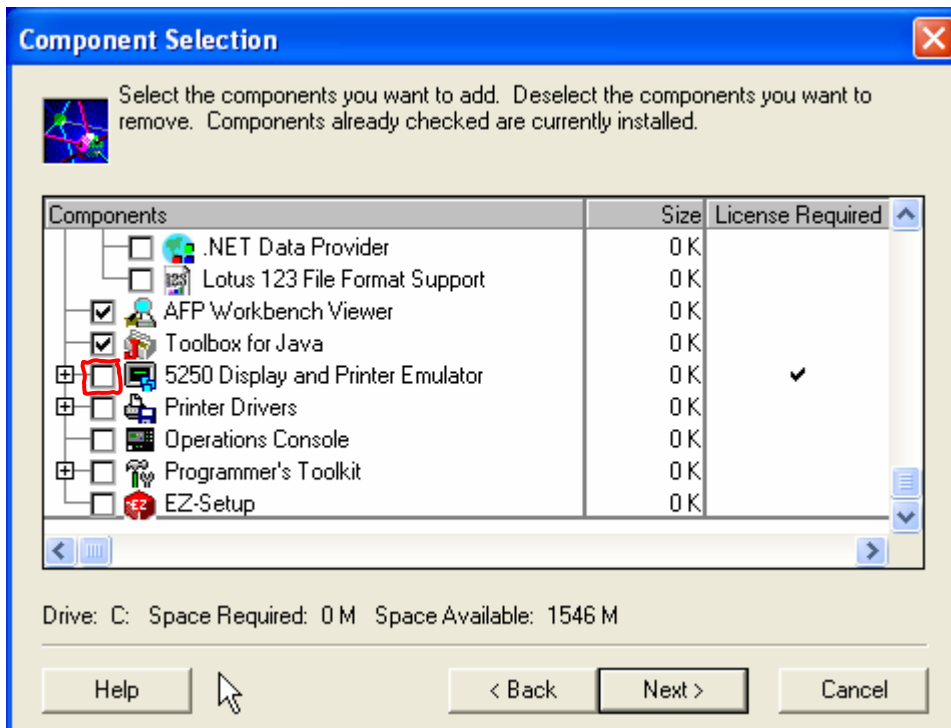 Component Selection
Select the components you want to add. Deselect the components you want to
remove. Components already checked are currently installed.
Components Size License Required
.NET Data Provider 0 K
Lotus 123 File Format Support 0 K
AFP Workbench Viewer 0 K
Toolbox for Java 0 K
5250 Display and Printer Emulator 0 K
Printer Drivers 0 K
Operations Console 0 K
Programmer's Toolkit 0 K
EZ-Setup 0 K
Drive: C: Space Required: 0 M Space Available: 1546 M
Help < Back Next > Cancel